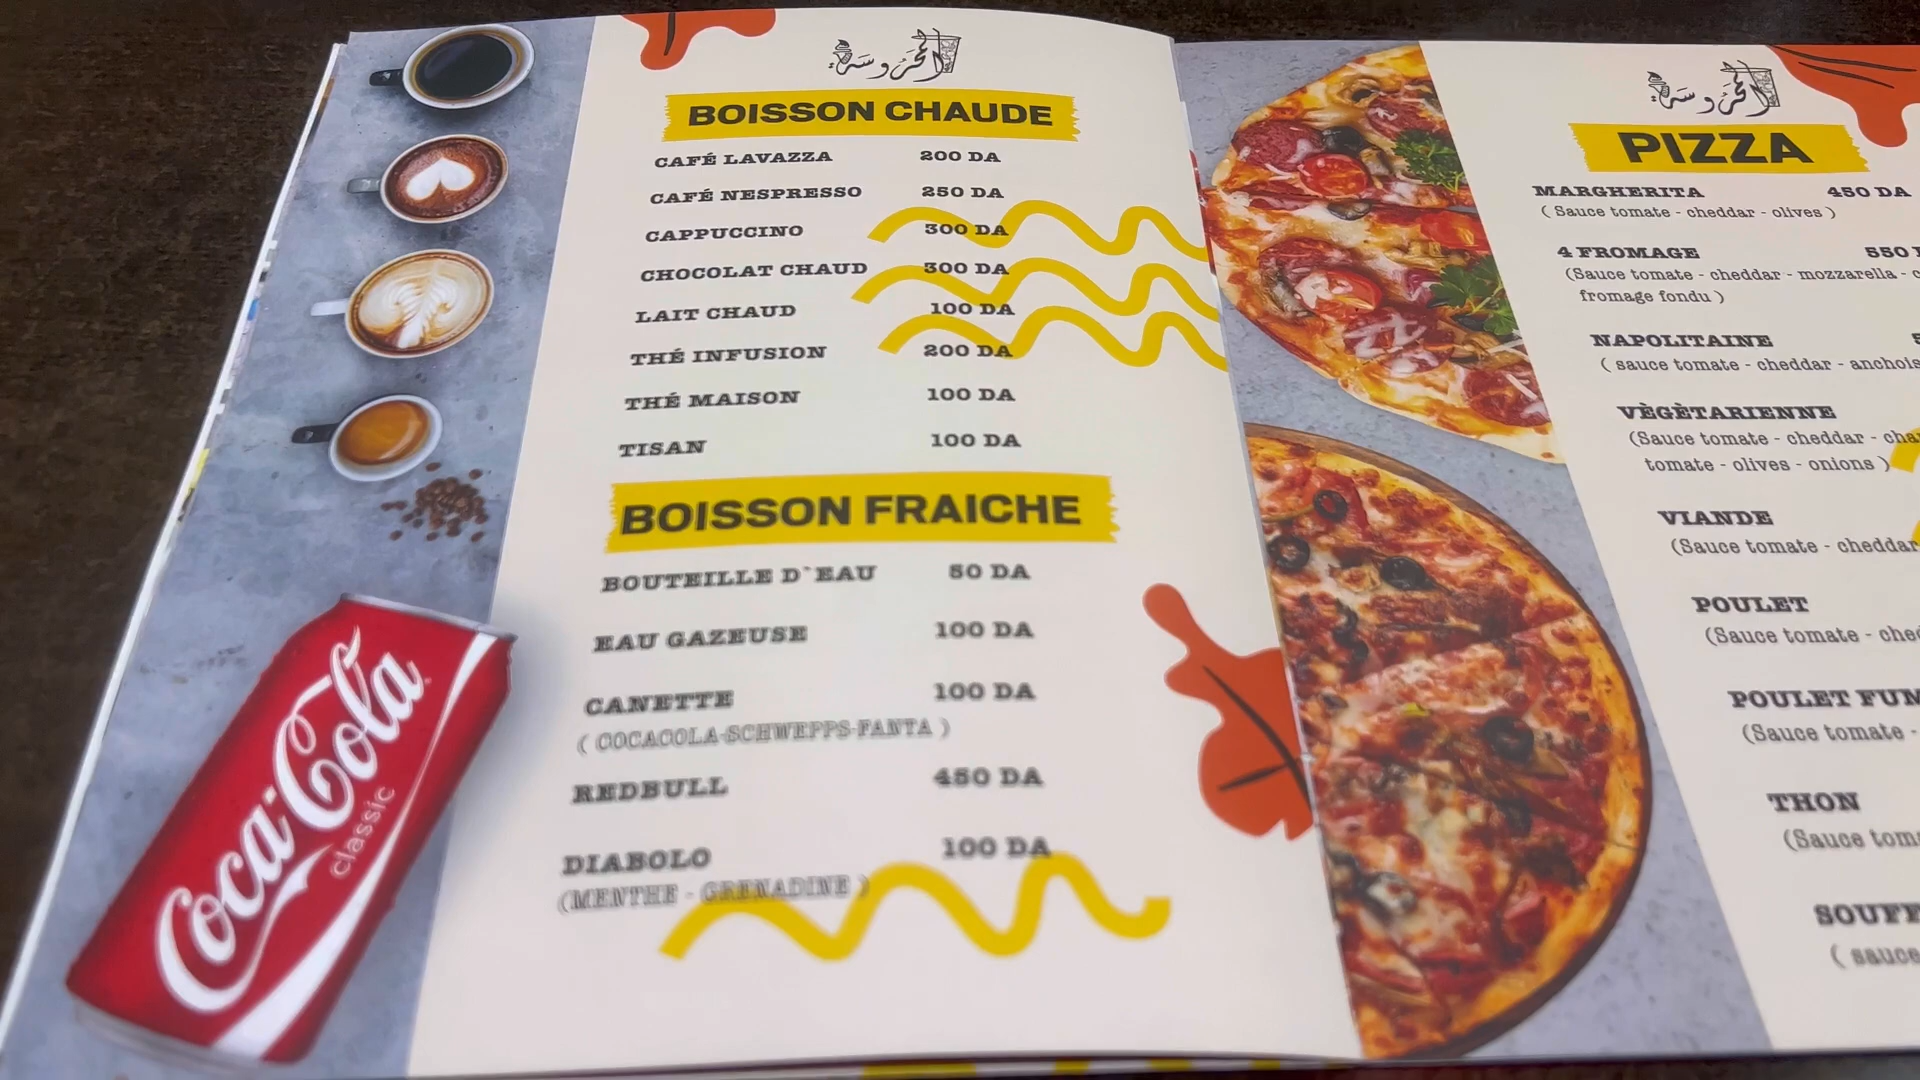 المحروسة
BOISSON CHAUDE
CAFÉ LAVAZZA 200 DA
CAFÉ NESPRESSO 250 DA
CAPPUCCINO 300 DA
CHOCOLAT CHAUD 300 DA
LAIT CHAUD 100 DA
THÉ INFUSION 200 DA
THÉ MAISON 100 DA
TISAN 100 DA
BOISSON FRAICHE
BOUTEILLE D`EAU 50 DA
EAU GAZEUSE 100 DA
CANETTE 100 DA
( COCACOLA-SCHWEPPS-FANTA )
REDBULL 450 DA
DIABOLO 100 DA
(MENTHE - GRENADINE )
Coca-Cola
classic
المحروسة
PIZZA
MARGHERITA 450 DA
( Sauce tomate - cheddar - olives )
4 FROMAGE 550
(Sauce tomate - cheddar - mozzarella -
fromage fondu )
NAPOLITAINE
( sauce tomate - cheddar - anchois
VÈGÈTARIENNE
(Sauce tomate - cheddar -
tomate - olives - onions )
VIANDE
(Sauce tomate - cheddar
POULET
(Sauce tomate -
POULET
(Sauce tomate -
THON
(Sauce
( sauce